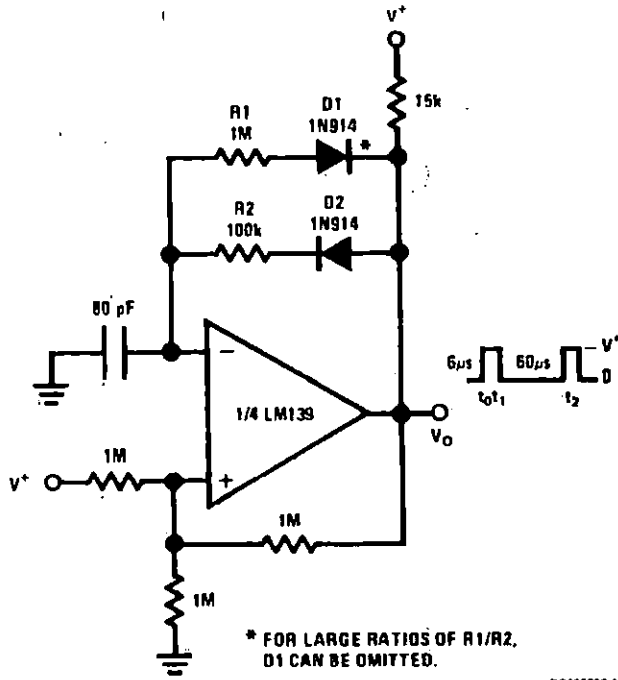 V+
15k
R1
1M
D1
1N914
*
R2
100k
D2
1N914
80 pF
−
1/4 LM139
+
6µs
60µs
V+
0
t0 t1
t2
V0
1M
V+
1M
1M
* FOR LARGE RATIOS OF R1/R2,
D1 CAN BE OMITTED.